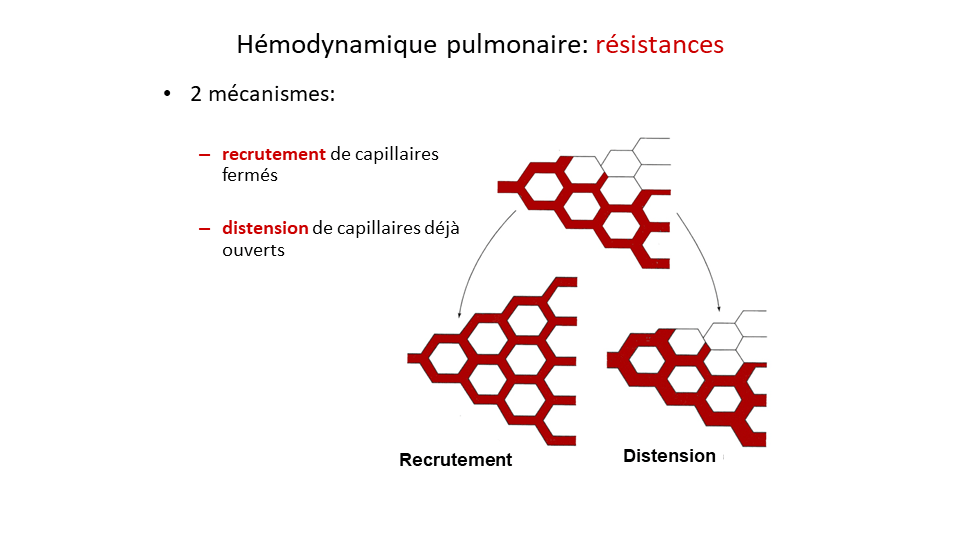 Hémodynamique pulmonaire: résistances
• 2 mécanismes:
– recrutement de capillaires
fermés
– distension de capillaires déjà
ouverts
Recrutement
Distension